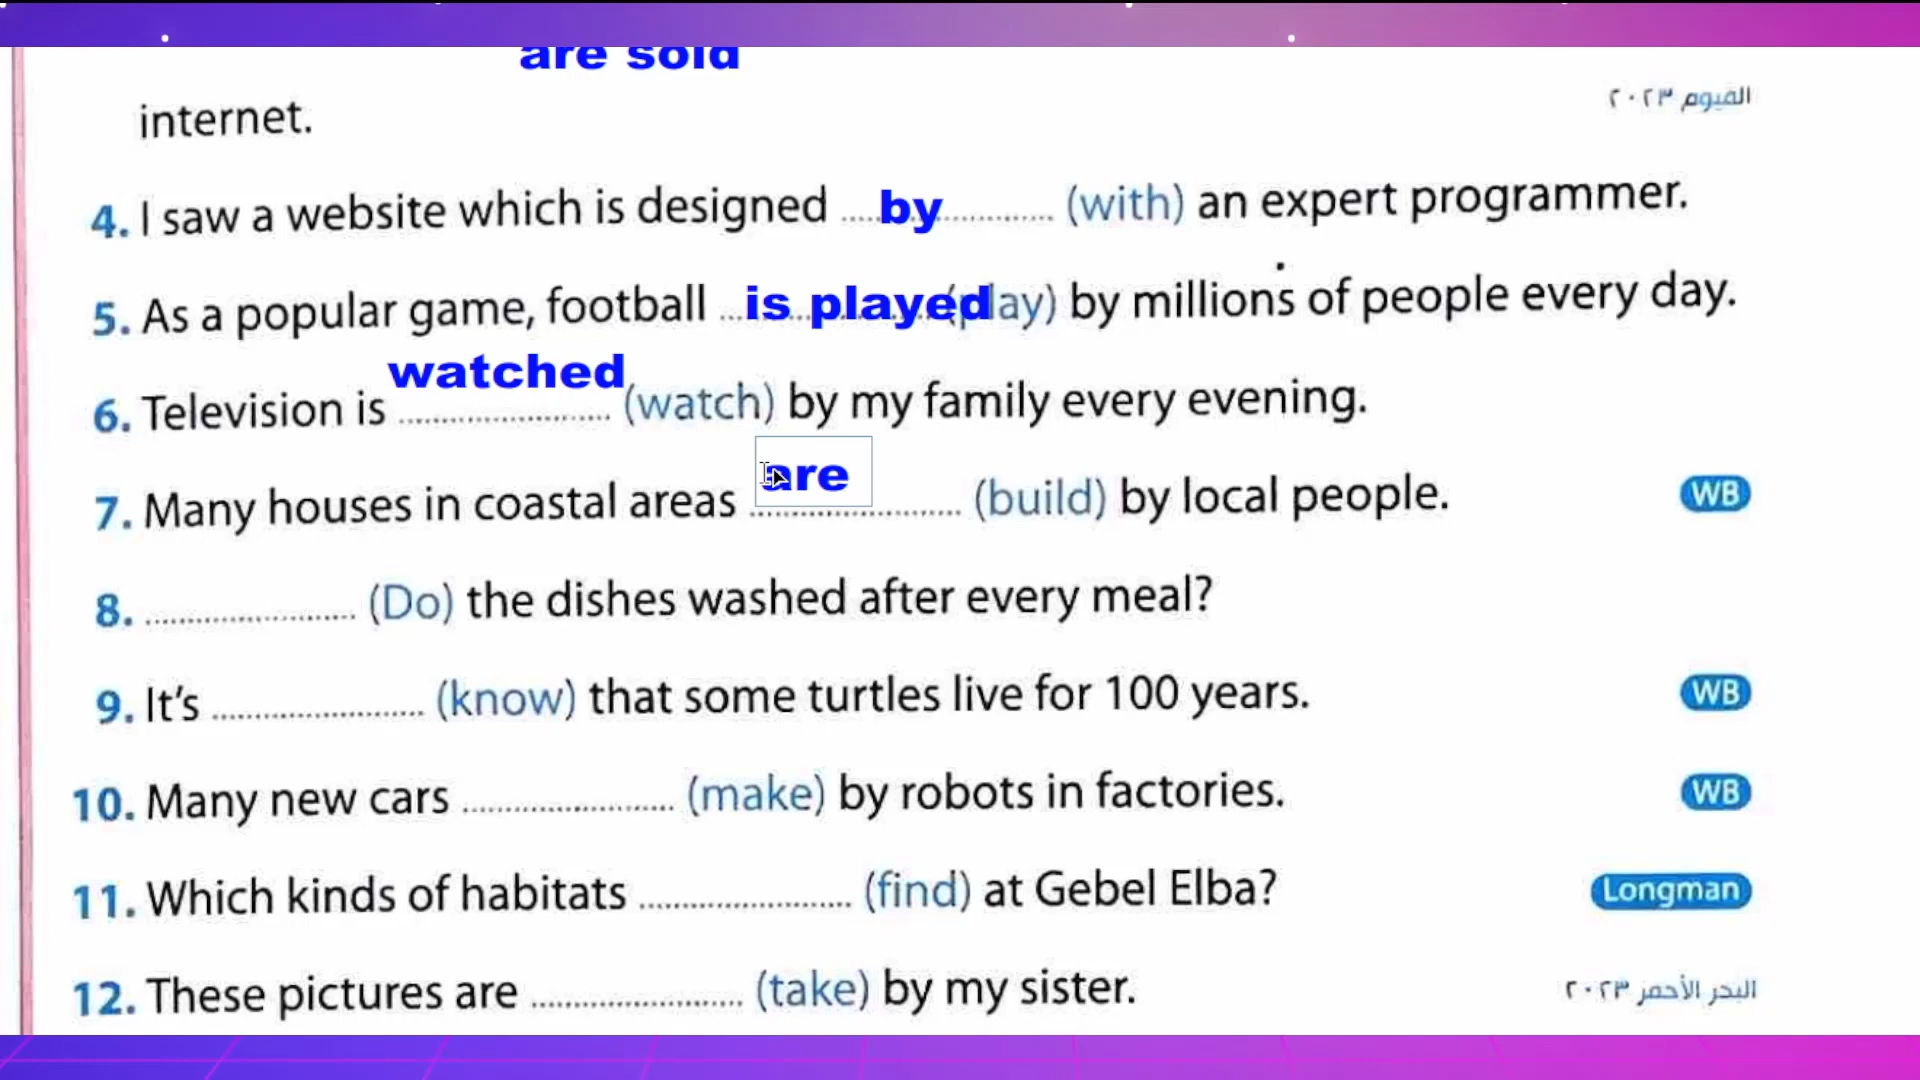 are sold
internet.
الفيوم ٢٠٢٣
4. I saw a website which is designed ........by........ (with) an expert programmer.
5. As a popular game, football ... is played (play) by millions of people every day.
watched
6. Television is ........................ (watch) by my family every evening.
are
7. Many houses in coastal areas ........................ (build) by local people. WB
8. ........................ (Do) the dishes washed after every meal?
9. It's ........................ (know) that some turtles live for 100 years. WB
10. Many new cars ........................ (make) by robots in factories. WB
11. Which kinds of habitats ........................ (find) at Gebel Elba? Longman
12. These pictures are ........................ (take) by my sister. البحر الأحمر ٢٠٢٣